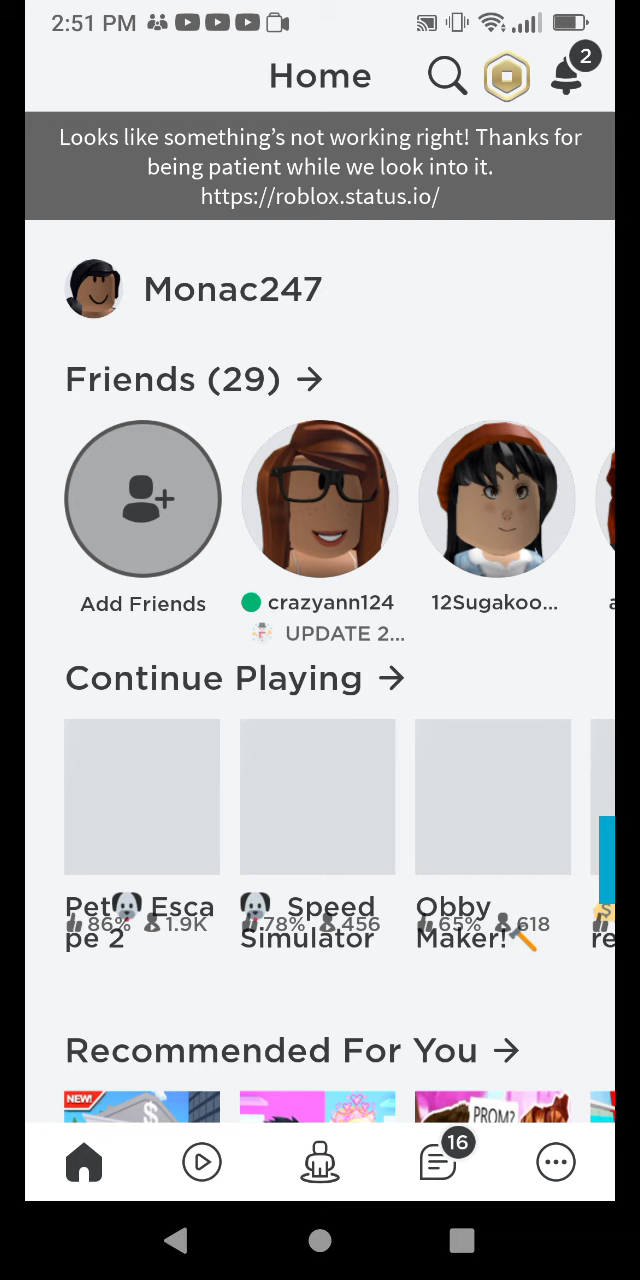 2:51 PM
Home
2
Looks like something's not working right! Thanks for
being patient while we look into it.
https://roblox.status.io/
Monac247
Friends (29) →
Add Friends
crazyann124
12Sugakoo...
a
UPDATE 2...
Continue Playing →
Pet🐶 Esca
pe 2
86% 1.9K
🐶 Speed
Simulator
78% 456
Obby
Maker!🔨
65% 618
re
Recommended For You →
NEW!
$
PROM?
16